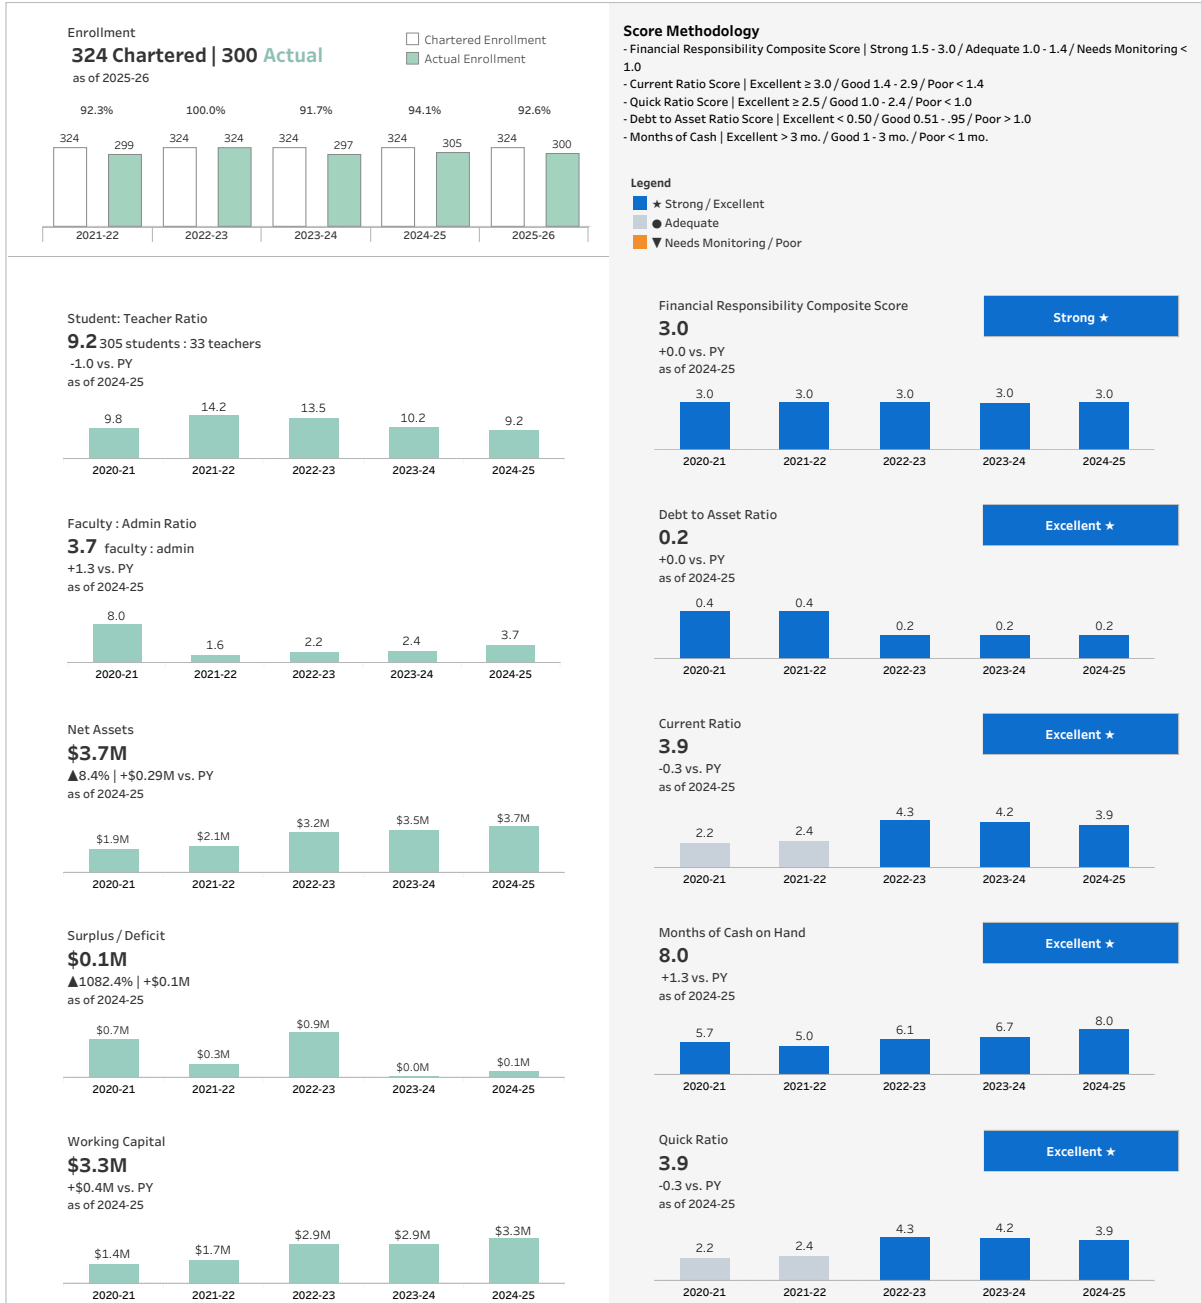 Enrollment
324 Chartered | 300 Actual
as of 2025-26
Chartered Enrollment
Actual Enrollment
92.3% 100.0% 91.7% 94.1% 92.6%
324 299 324 324 324 297 324 305 324 300
2021-22 2022-23 2023-24 2024-25 2025-26
Score Methodology
- Financial Responsibility Composite Score | Strong 1.5 - 3.0 / Adequate 1.0 - 1.4 / Needs Monitoring <
1.0
- Current Ratio Score | Excellent ≥ 3.0 / Good 1.4 - 2.9 / Poor < 1.4
- Quick Ratio Score | Excellent ≥ 2.5 / Good 1.0 - 2.4 / Poor < 1.0
- Debt to Asset Ratio Score | Excellent < 0.50 / Good 0.51 - .95 / Poor > 1.0
- Months of Cash | Excellent > 3 mo. / Good 1 - 3 mo. / Poor < 1 mo.
Legend
★ Strong / Excellent
● Adequate
▼ Needs Monitoring / Poor
Student: Teacher Ratio
9.2 305 students : 33 teachers
-1.0 vs. PY
as of 2024-25
9.8 14.2 13.5 10.2 9.2
2020-21 2021-22 2022-23 2023-24 2024-25
Faculty : Admin Ratio
3.7 faculty : admin
+1.3 vs. PY
as of 2024-25
8.0 1.6 2.2 2.4 3.7
2020-21 2021-22 2022-23 2023-24 2024-25
Net Assets
$3.7M
▲8.4% | +$0.29M vs. PY
as of 2024-25
$1.9M $2.1M $3.2M $3.5M $3.7M
2020-21 2021-22 2022-23 2023-24 2024-25
Surplus / Deficit
$0.1M
▲1082.4% | +$0.1M
as of 2024-25
$0.7M $0.3M $0.9M $0.0M $0.1M
2020-21 2021-22 2022-23 2023-24 2024-25
Working Capital
$3.3M
+$0.4M vs. PY
as of 2024-25
$1.4M $1.7M $2.9M $2.9M $3.3M
2020-21 2021-22 2022-23 2023-24 2024-25
Financial Responsibility Composite Score
3.0
+0.0 vs. PY
as of 2024-25
Strong ★
3.0 3.0 3.0 3.0 3.0
2020-21 2021-22 2022-23 2023-24 2024-25
Debt to Asset Ratio
0.2
+0.0 vs. PY
as of 2024-25
Excellent ★
0.4 0.4 0.2 0.2 0.2
2020-21 2021-22 2022-23 2023-24 2024-25
Current Ratio
3.9
-0.3 vs. PY
as of 2024-25
Excellent ★
2.2 2.4 4.3 4.2 3.9
2020-21 2021-22 2022-23 2023-24 2024-25
Months of Cash on Hand
8.0
+1.3 vs. PY
as of 2024-25
Excellent ★
5.7 5.0 6.1 6.7 8.0
2020-21 2021-22 2022-23 2023-24 2024-25
Quick Ratio
3.9
-0.3 vs. PY
as of 2024-25
Excellent ★
2.2 2.4 4.3 4.2 3.9
2020-21 2021-22 2022-23 2023-24 2024-25